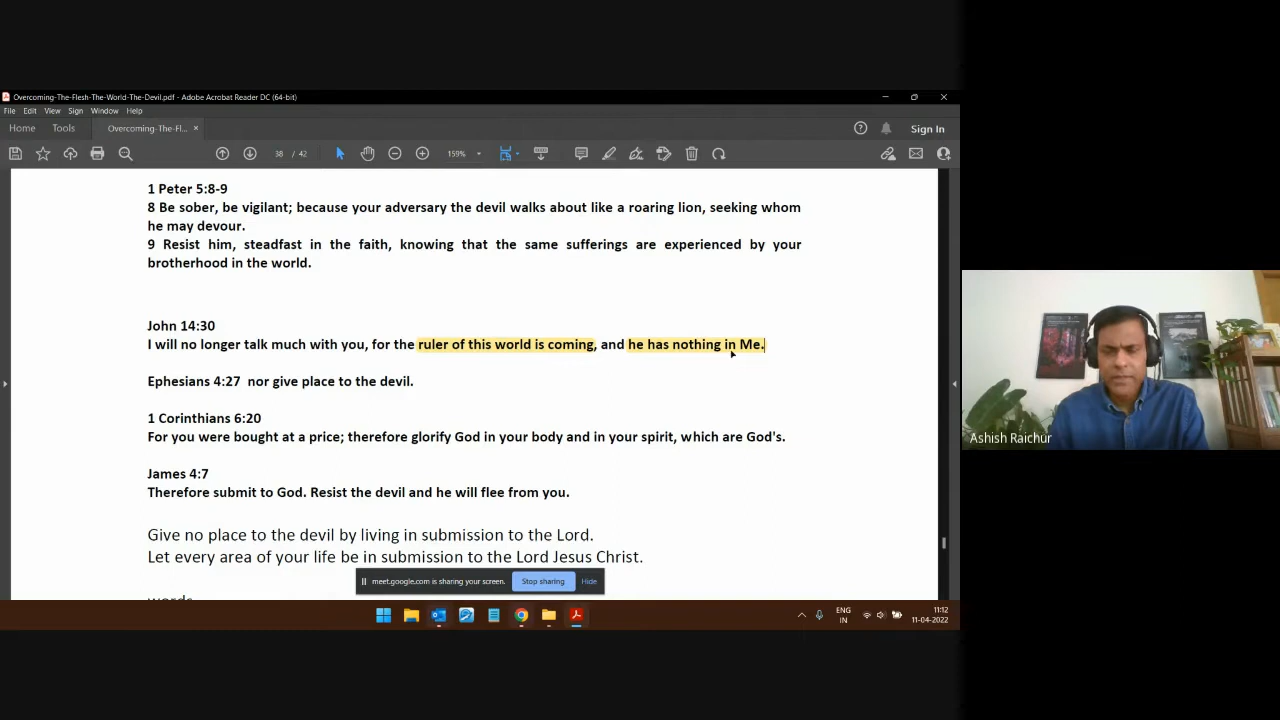 Overcoming-The-Flesh-The-World-The-Devil.pdf - Adobe Acrobat Reader DC (64-bit)
File Edit View Sign Window Help
Home Tools Overcoming-The-Fl... × Sign In
38 / 42 159%
1 Peter 5:8-9
8 Be sober, be vigilant; because your adversary the devil walks about like a roaring lion, seeking whom
he may devour.
9 Resist him, steadfast in the faith, knowing that the same sufferings are experienced by your
brotherhood in the world.
John 14:30
I will no longer talk much with you, for the ruler of this world is coming, and he has nothing in Me.
Ephesians 4:27 nor give place to the devil.
1 Corinthians 6:20
For you were bought at a price; therefore glorify God in your body and in your spirit, which are God's.
James 4:7
Therefore submit to God. Resist the devil and he will flee from you.
Give no place to the devil by living in submission to the Lord.
Let every area of your life be in submission to the Lord Jesus Christ.
words
meet.google.com is sharing your screen. Stop sharing Hide
ENG
IN
11:12
11-04-2022
Ashish Raichur